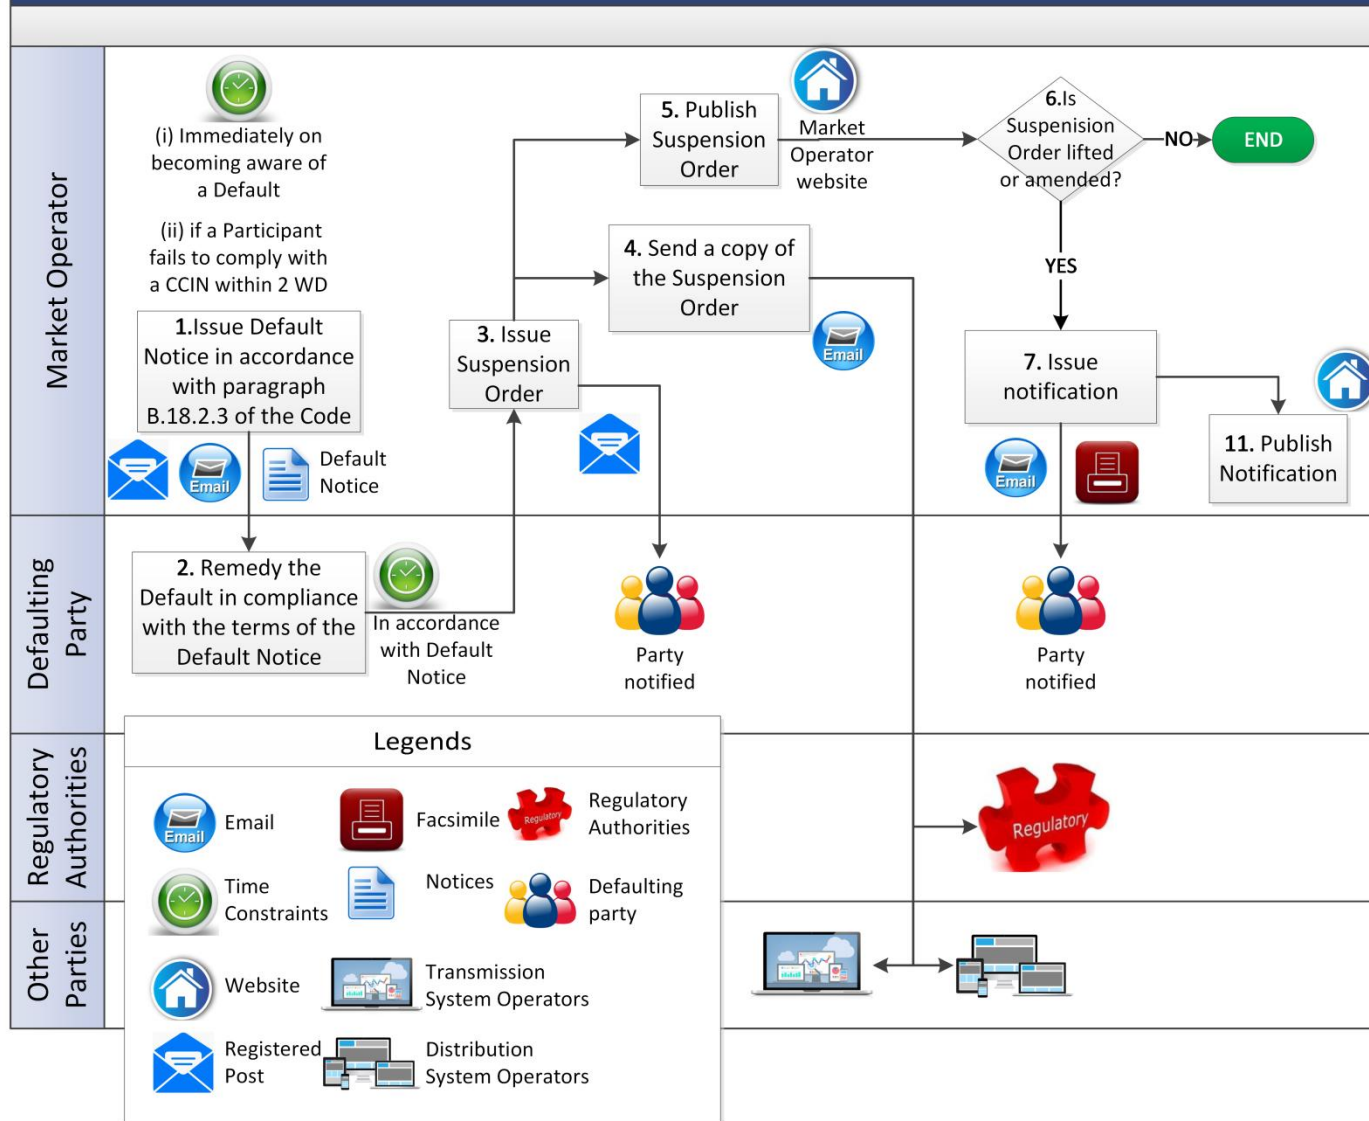 Market Operator
(i) Immediately on
becoming aware of
a Default
(ii) if a Participant
fails to comply with
a CCIN within 2 WD
1.Issue Default
Notice in accordance
with paragraph
B.18.2.3 of the Code
Email
Default
Notice
3. Issue
Suspension
Order
5. Publish
Suspension
Order
Market
Operator
website
4. Send a copy of
the Suspension
Order
Email
6.Is
Suspenision
Order lifted
or amended?
NO
END
YES
7. Issue
notification
Email
11. Publish
Notification
Defaulting
Party
2. Remedy the
Default in compliance
with the terms of the
Default Notice
In accordance
with Default
Notice
Party
notified
Party
notified
Regulatory
Authorities
Regulatory
Other
Parties
Legends
Email
Email
Facsimile
Regulatory
Regulatory
Authorities
Time
Constraints
Notices
Defaulting
party
Website
Transmission
System Operators
Registered
Post
Distribution
System Operators